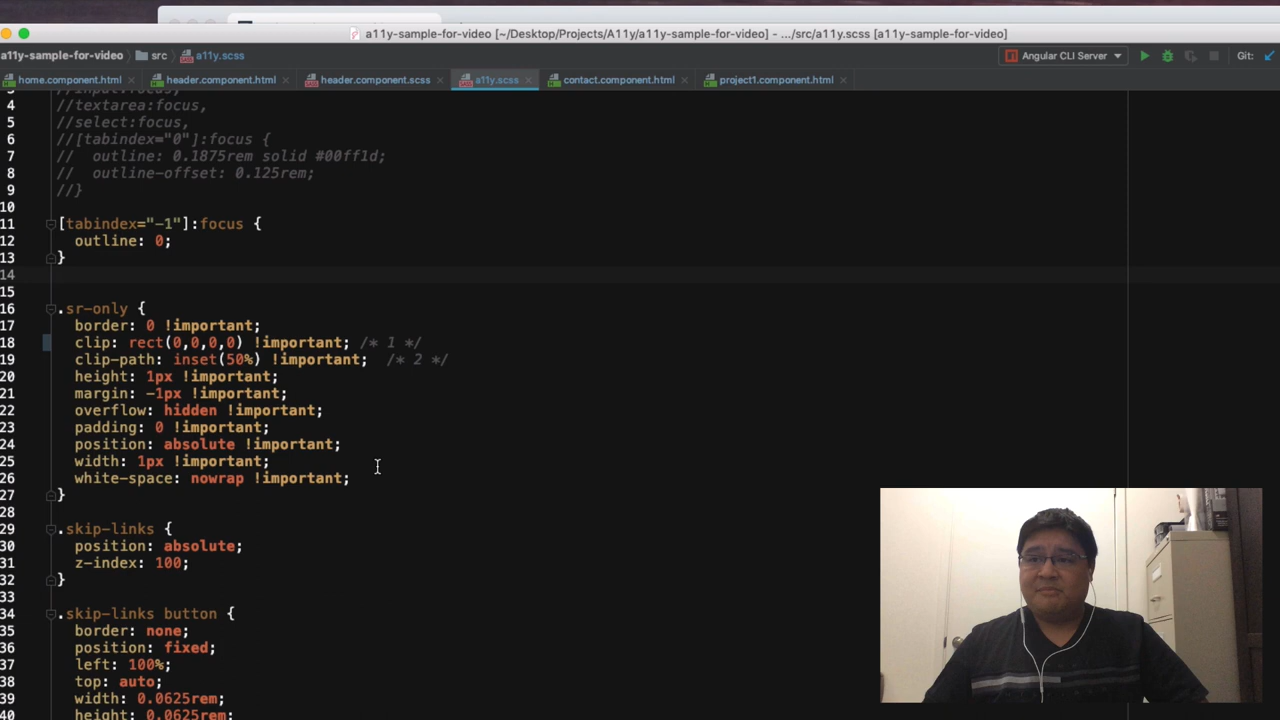 a11y-sample-for-video [~/Desktop/Projects/A11y/a11y-sample-for-video] - .../src/a11y.scss [a11y-sample-for-video]
a11y-sample-for-video src a11y.scss Angular CLI Server Git:
home.component.html header.component.html header.component.scss a11y.scss contact.component.html project1.component.html
3 //input:focus,
4 //textarea:focus,
5 //select:focus,
6 //[tabindex="0"]:focus {
7 //  outline: 0.1875rem solid #00ff1d;
8 //  outline-offset: 0.125rem;
9 //}
10
11 [tabindex="-1"]:focus {
12 outline: 0;
13 }
14
15
16 .sr-only {
17 border: 0 !important;
18 clip: rect(0,0,0,0) !important; /* 1 */
19 clip-path: inset(50%) !important;  /* 2 */
20 height: 1px !important;
21 margin: -1px !important;
22 overflow: hidden !important;
23 padding: 0 !important;
24 position: absolute !important;
25 width: 1px !important;
26 white-space: nowrap !important;
27 }
28
29 .skip-links {
30 position: absolute;
31 z-index: 100;
32 }
33
34 .skip-links button {
35 border: none;
36 position: fixed;
37 left: 100%;
38 top: auto;
39 width: 0.0625rem;
40 height: 0.0625rem;